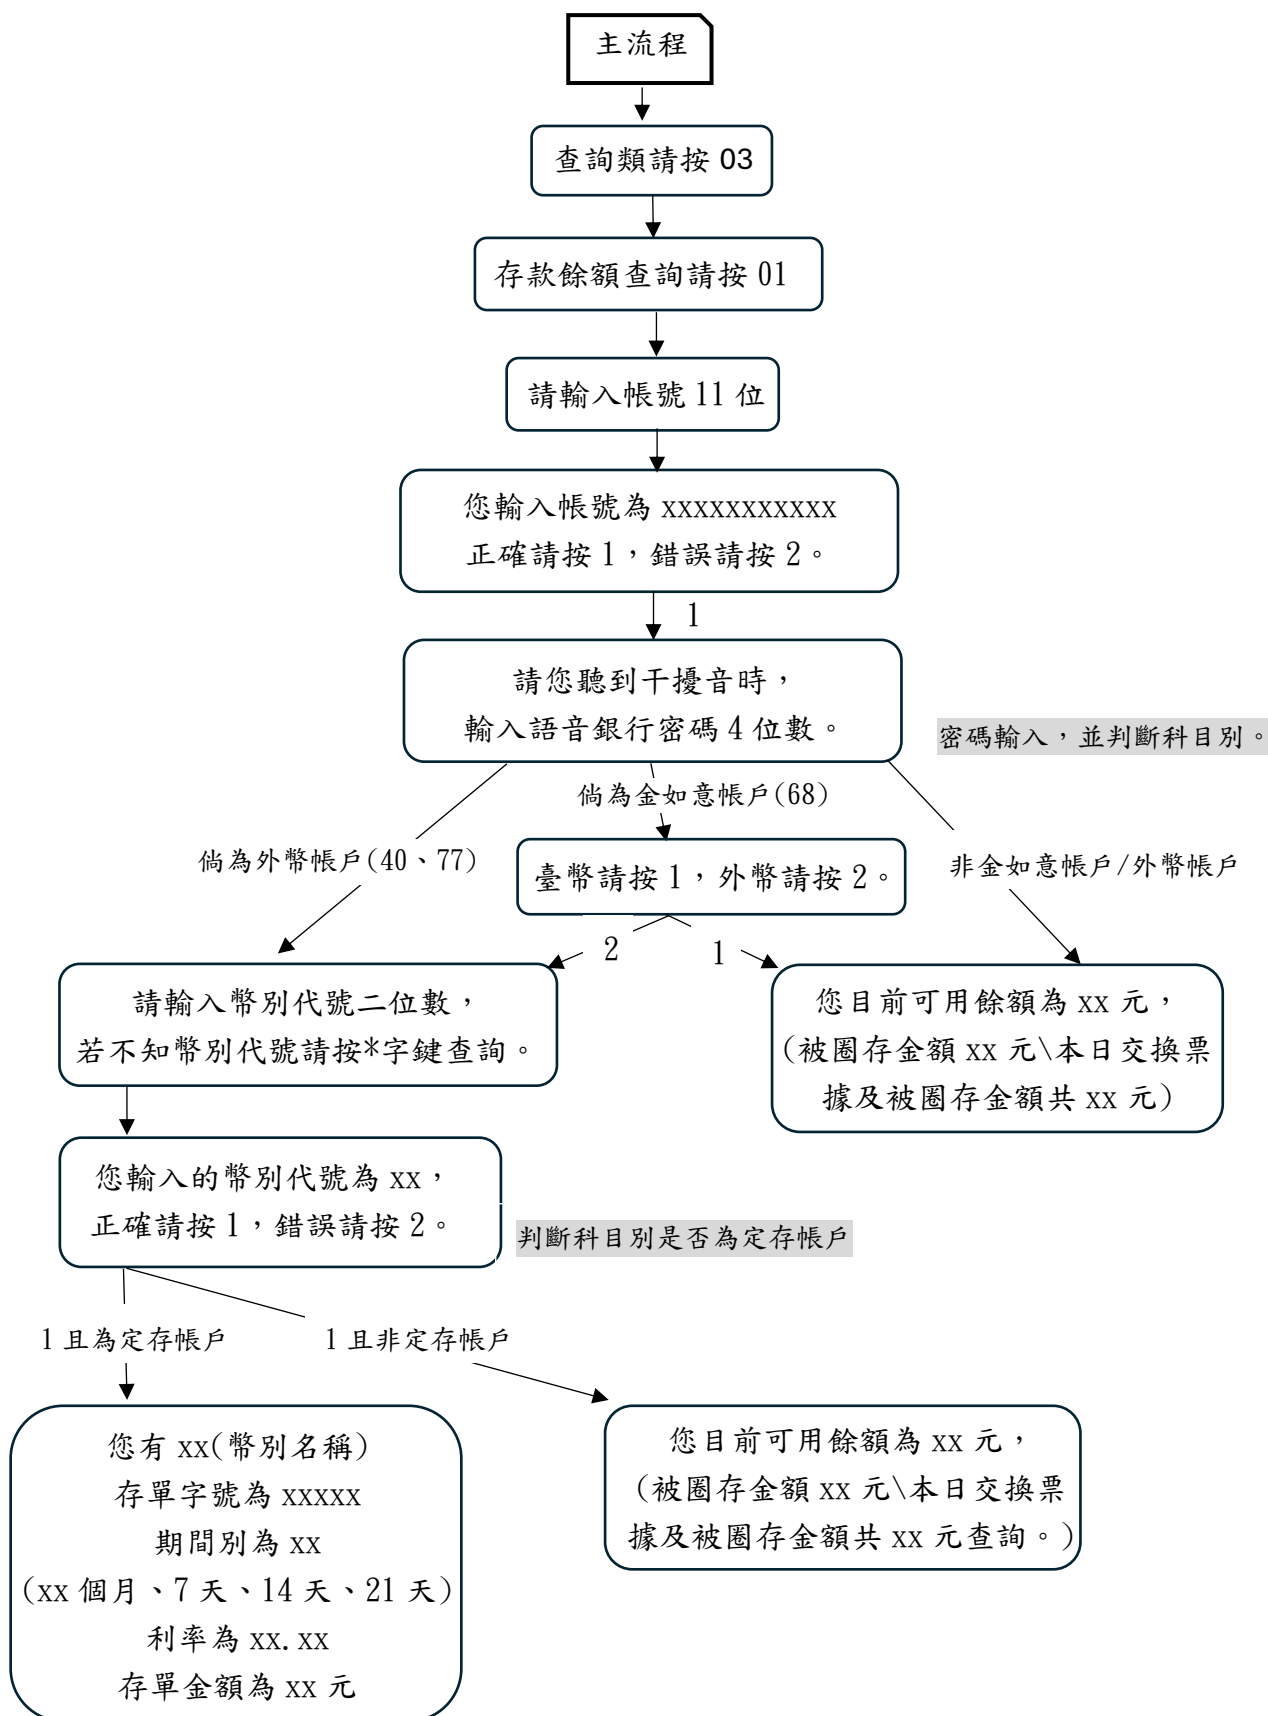 主流程
查詢類請按 03
存款餘額查詢請按 01
請輸入帳號 11 位
您輸入帳號為 xxxxxxxxxxx
正確請按 1，錯誤請按 2。
1
請您聽到干擾音時，
輸入語音銀行密碼 4 位數。
密碼輸入，並判斷科目別。
倘為金如意帳戶(68)
倘為外幣帳戶(40、77)
非金如意帳戶/外幣帳戶
臺幣請按 1，外幣請按 2。
2
1
請輸入幣別代號二位數，
若不知幣別代號請按*字鍵查詢。
您目前可用餘額為 xx 元，
(被圈存金額 xx 元\本日交換票
據及被圈存金額共 xx 元)
您輸入的幣別代號為 xx，
正確請按 1，錯誤請按 2。
判斷科目別是否為定存帳戶
1 且為定存帳戶
1 且非定存帳戶
您有 xx(幣別名稱)
存單字號為 xxxxx
期間別為 xx
(xx 個月、7 天、14 天、21 天)
利率為 xx.xx
存單金額為 xx 元
您目前可用餘額為 xx 元，
(被圈存金額 xx 元\本日交換票
據及被圈存金額共 xx 元查詢。)